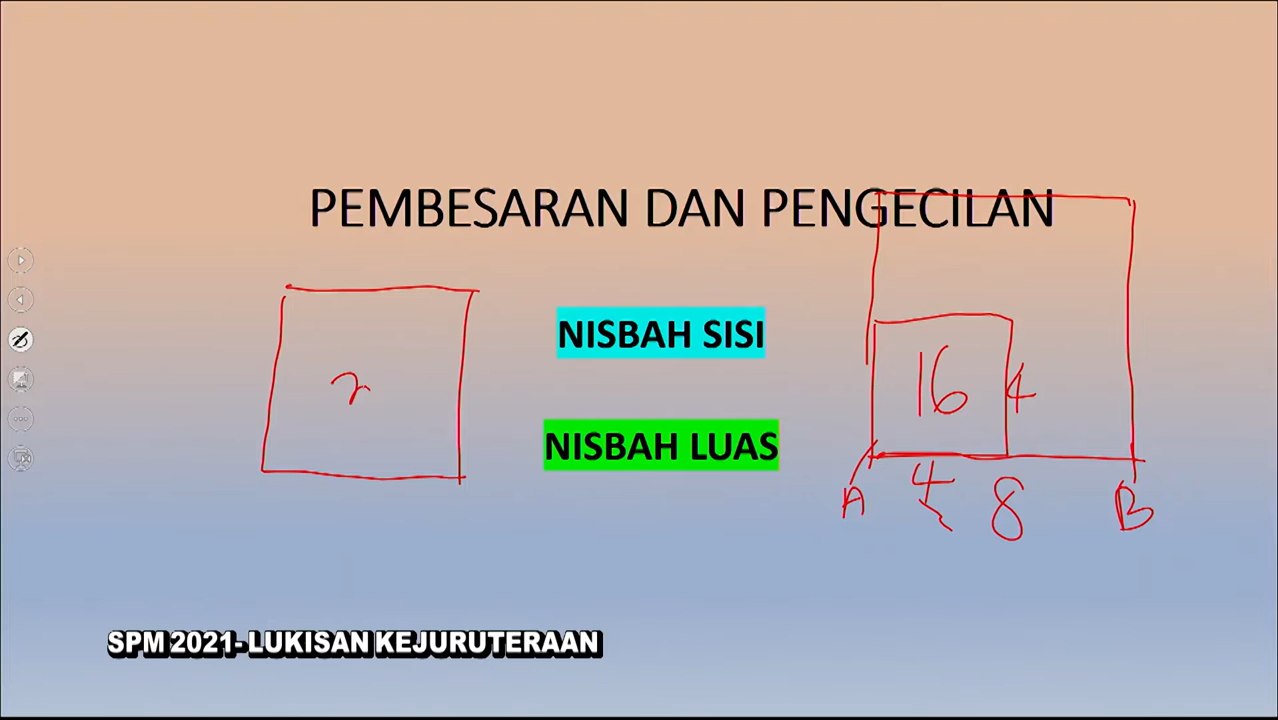 PEMBESARAN DAN PENGECILAN
NISBAH SISI
NISBAH LUAS
16
4
4
8
A
B
SPM 2021- LUKISAN KEJURUTERAAN